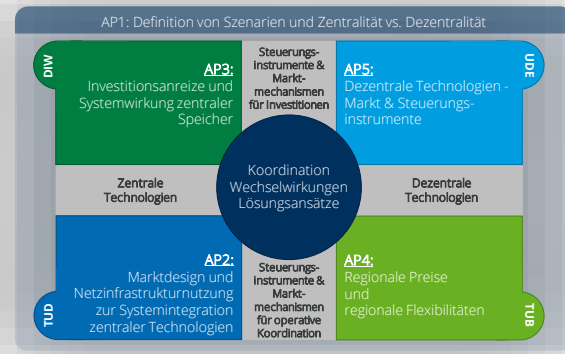 AP1: Definition von Szenarien und Zentralität vs. Dezentralität
DIW
AP3:
Investitionsanreize und
Systemwirkung zentraler
Speicher
Steuerungs-
instrumente &
Markt-
mechanismen
für Investitionen
AP5:
Dezentrale Technologien -
Markt & Steuerungs-
instrumente
UDE
Zentrale
Technologien
Koordination
Wechselwirkungen
Lösungsansätze
Dezentrale
Technologien
TUD
AP2:
Marktdesign und
Netzinfrastrukturnutzung
zur Systemintegration
zentraler Technologien
Steuerungs-
instrumente &
Markt-
mechanismen
für operative
Koordination
AP4:
Regionale Preise
und
regionale Flexibilitäten
TUB